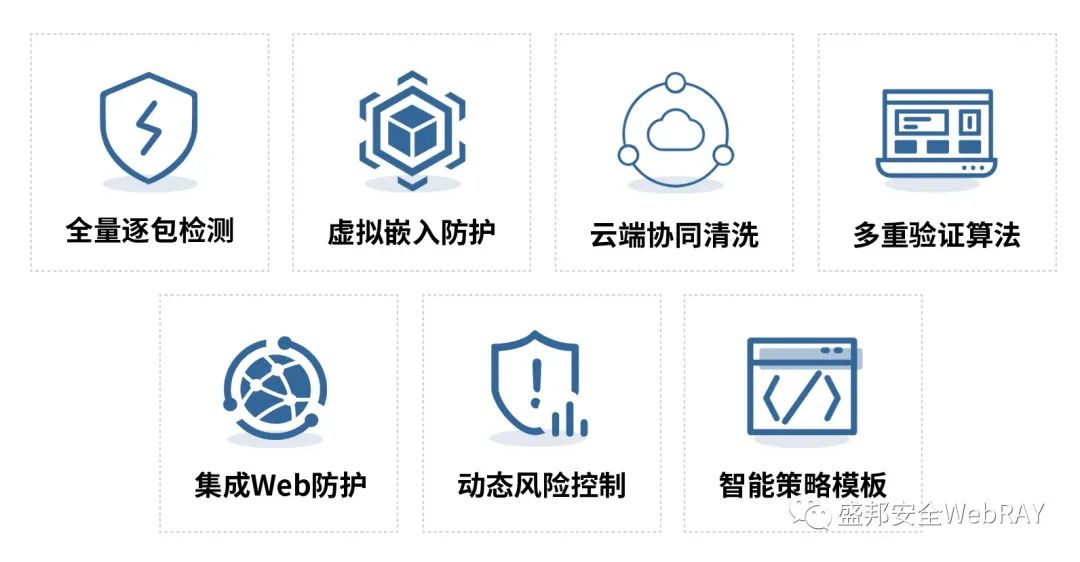 全量逐包检测
虚拟嵌入防护
云端协同清洗
多重验证算法
集成Web防护
动态风险控制
智能策略模板
盛邦安全WebRAY